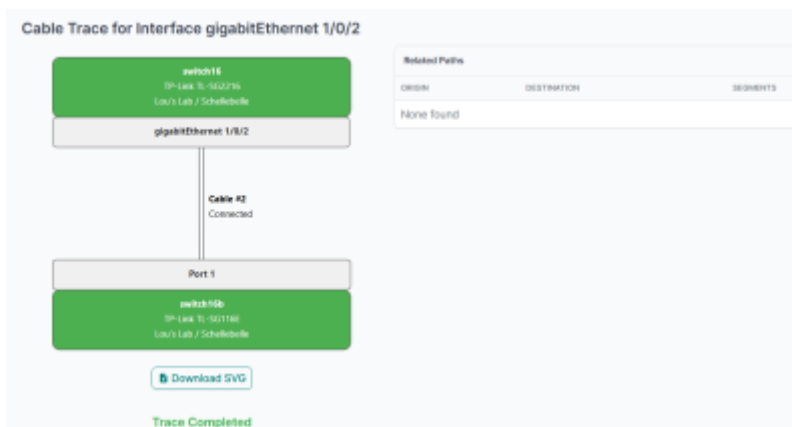 Cable Trace for Interface gigabitEthernet 1/0/2
switch16
TP-Link TL-SG2216
Lou's Lab / Schellebelle
gigabitEthernet 1/0/2
Cable #2
Connected
Port 1
switch16b
TP-Link TL-SG116E
Lou's Lab / Schellebelle
Download SVG
Trace Completed
Related Paths
ORIGIN DESTINATION SEGMENTS
None found